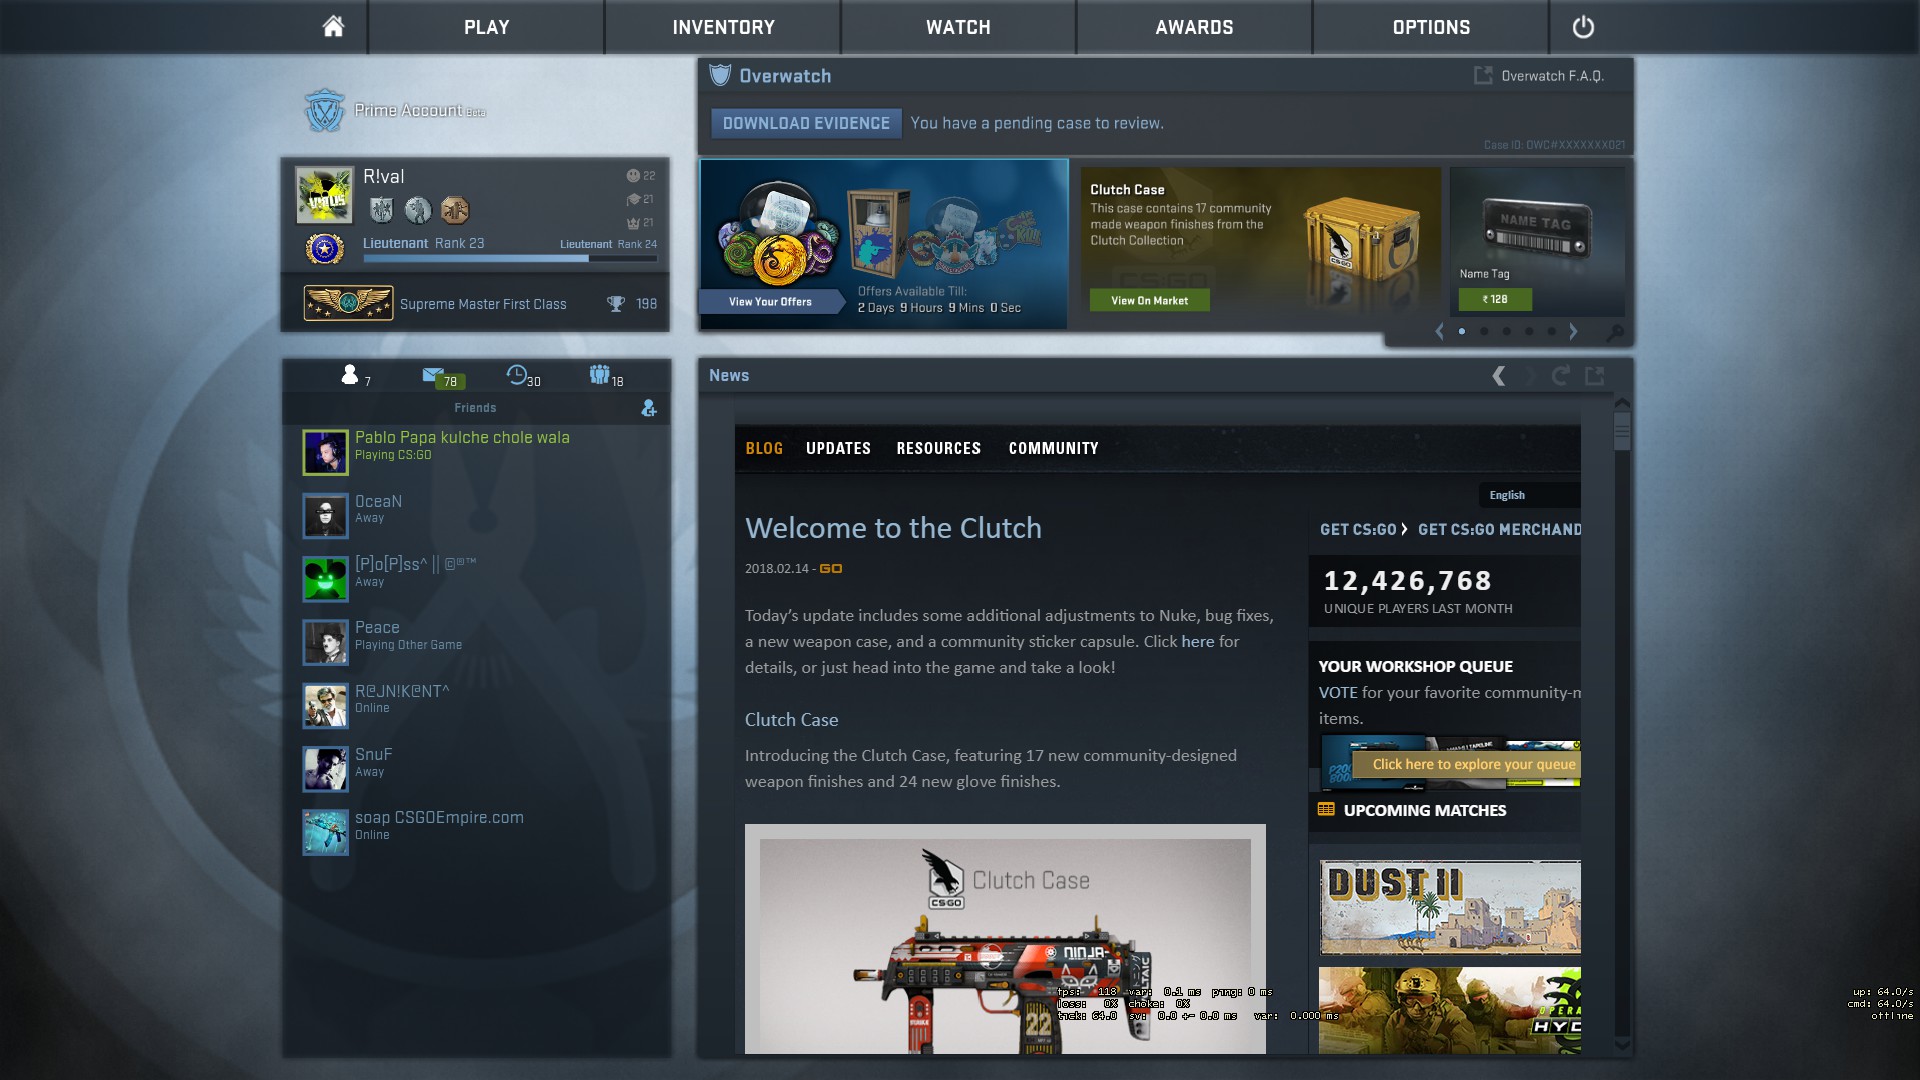 PLAY
INVENTORY
WATCH
AWARDS
OPTIONS
Prime Account Beta
Overwatch
Overwatch F.A.Q.
DOWNLOAD EVIDENCE
You have a pending case to review.
Case ID: OWC#XXXXXXX021
R!val
22
21
21
Lieutenant Rank 23
Lieutenant Rank 24
Supreme Master First Class
198
View Your Offers
Offers Available Till:
2 Days 9 Hours 9 Mins 0 Sec
Clutch Case
This case contains 17 community
made weapon finishes from the
Clutch Collection
View On Market
NAME TAG
Name Tag
₹ 128
7
78
30
18
Friends
Pablo Papa kulche chole wala
Playing CS:GO
OceaN
Away
Away
Peace
Playing Other Game
R@JN!K@NT^
Online
SnuF
Away
soap CSGOEmpire.com
Online
News
BLOG
UPDATES
RESOURCES
COMMUNITY
English
Welcome to the Clutch
2018.02.14 - GO
Today’s update includes some additional adjustments to Nuke, bug fixes,
a new weapon case, and a community sticker capsule. Click here for
details, or just head into the game and take a look!
Clutch Case
Introducing the Clutch Case, featuring 17 new community-designed
weapon finishes and 24 new glove finishes.
Clutch Case
CS:GO
NINJA
22
GET CS:GO
GET CS:GO MERCHAND
12,426,768
UNIQUE PLAYERS LAST MONTH
YOUR WORKSHOP QUEUE
VOTE for your favorite community-m
items.
Click here to explore your queue
UPCOMING MATCHES
DUST II
OPERA
HYD
fps: 118 var: 0.1 ms ping: 0 ms
loss: 0% choke: 0%
tick: 64.0 sv: 0.0 +- 0.0 ms var: 0.000 ms
up: 64.0/s
cmd: 64.0/s
offline